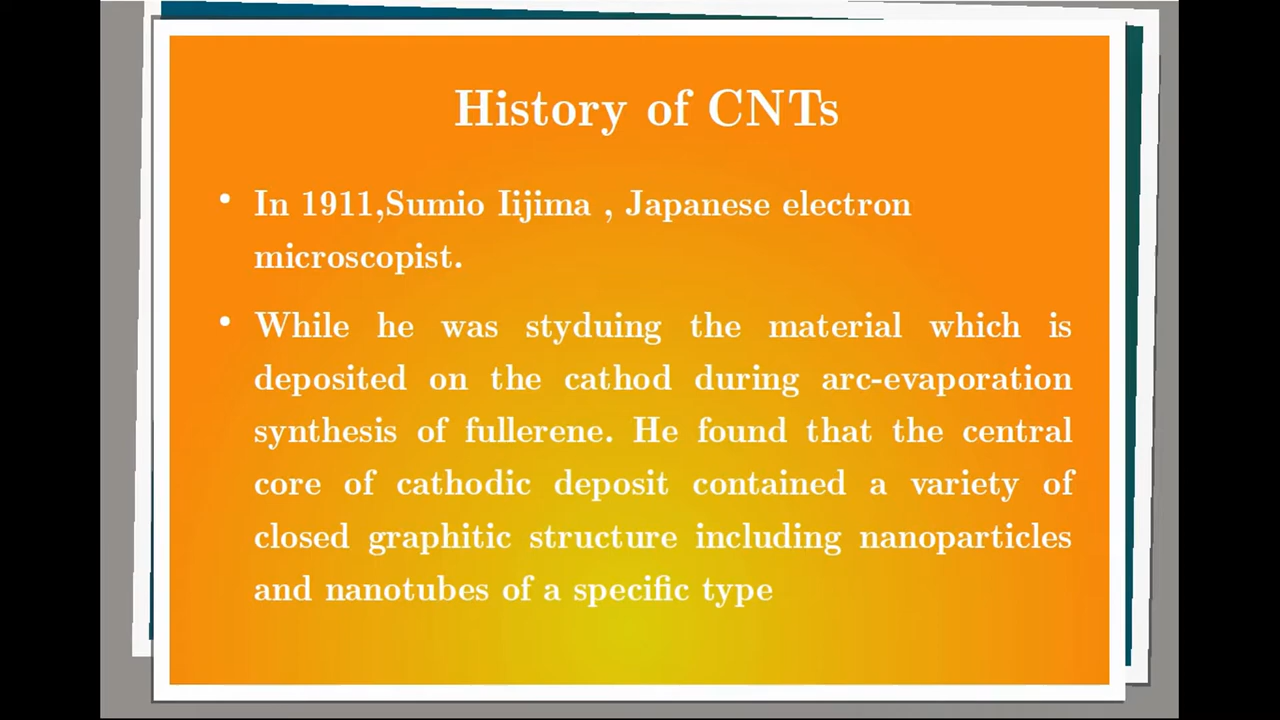 History of CNTs
• In 1911,Sumio Iijima , Japanese electron
microscopist.
• While he was styduing the material which is
deposited on the cathod during arc-evaporation
synthesis of fullerene. He found that the central
core of cathodic deposit contained a variety of
closed graphitic structure including nanoparticles
and nanotubes of a specific type